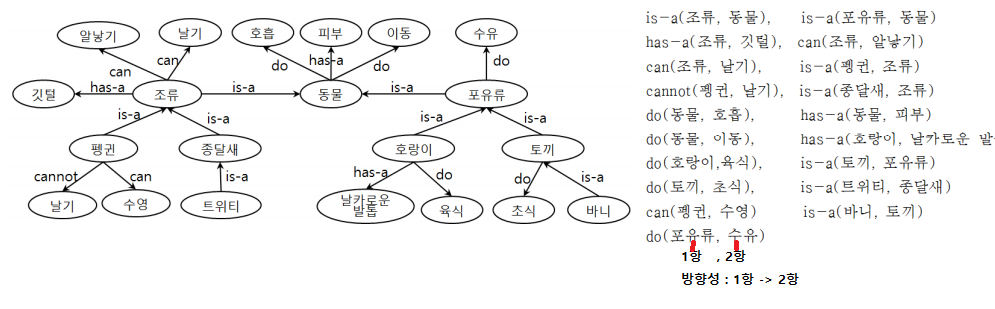 알낳기
날기
호흡
피부
이동
수유
can
can
do
has-a
do
do
깃털
has-a
조류
is-a
동물
is-a
포유류
is-a
is-a
is-a
is-a
펭귄
종달새
호랑이
토끼
cannot
can
is-a
has-a
do
do
is-a
날기
수영
트위티
날카로운
발톱
육식
초식
바니
is-a(조류, 동물), is-a(포유류, 동물)
has-a(조류, 깃털), can(조류, 알낳기)
can(조류, 날기), is-a(펭귄, 조류)
cannot(펭귄, 날기), is-a(종달새, 조류)
do(동물, 호흡), has-a(동물, 피부)
do(동물, 이동), has-a(호랑이, 날카로운
do(호랑이,육식), is-a(토끼, 포유류)
do(토끼, 초식), is-a(트위티, 종달새)
can(펭귄, 수영) is-a(바니, 토끼)
do(포유류, 수유)
1항 , 2항
방향성 : 1항 -> 2항